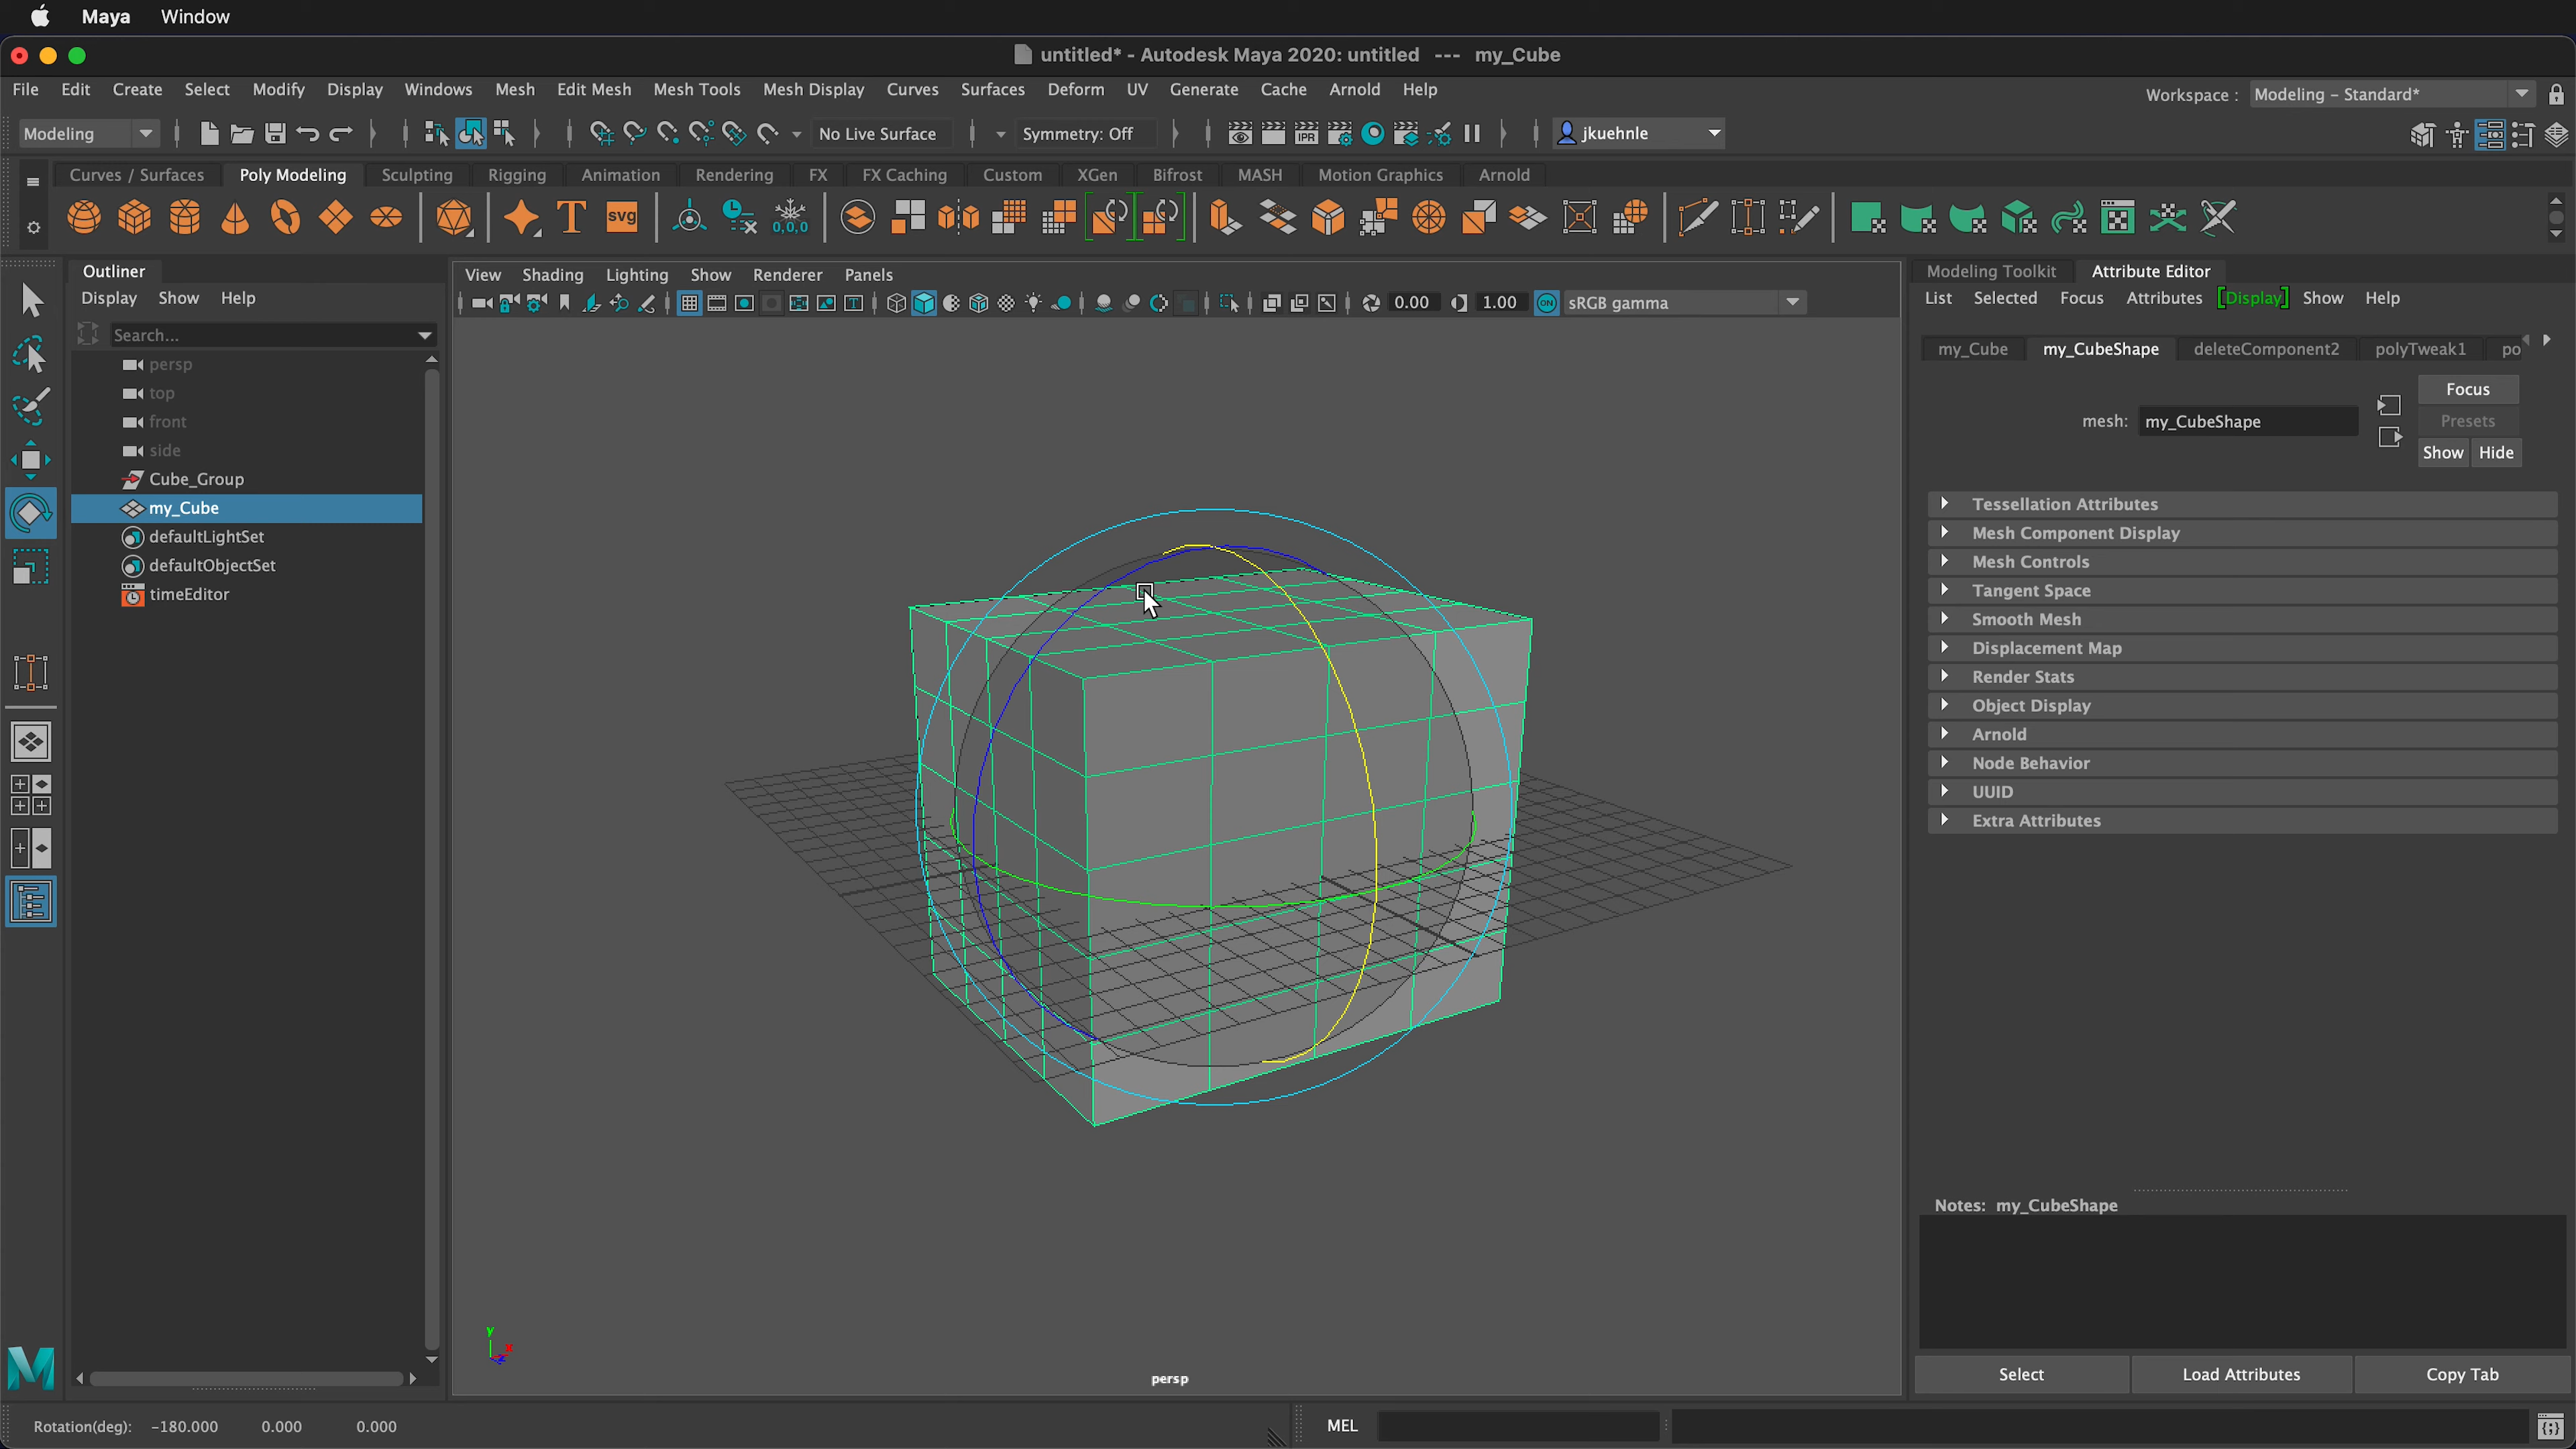 Maya Window
untitled* - Autodesk Maya 2020: untitled --- my_Cube
File Edit Create Select Modify Display Windows Mesh Edit Mesh Mesh Tools Mesh Display Curves Surfaces Deform UV Generate Cache Arnold Help Workspace : Modeling - Standard*
Modeling No Live Surface Symmetry: Off IPR jkuehnle
Curves / Surfaces Poly Modeling Sculpting Rigging Animation Rendering FX FX Caching Custom XGen Bifrost MASH Motion Graphics Arnold
T svg 0,0,0
Outliner
Display Show Help
Search...
persp
top
front
side
Cube_Group
my_Cube
defaultLightSet
defaultObjectSet
timeEditor
View Shading Lighting Show Renderer Panels
0.00 1.00 ON sRGB gamma
y
x
z
persp
Modeling Toolkit Attribute Editor
List Selected Focus Attributes [Display] Show Help
my_Cube my_CubeShape deleteComponent2 polyTweak1 po
Focus
mesh: my_CubeShape Presets
Show Hide
Tessellation Attributes
Mesh Component Display
Mesh Controls
Tangent Space
Smooth Mesh
Displacement Map
Render Stats
Object Display
Arnold
Node Behavior
UUID
Extra Attributes
Notes: my_CubeShape
Select Load Attributes Copy Tab
M
Rotation(deg): -180.000 0.000 0.000 MEL {;}